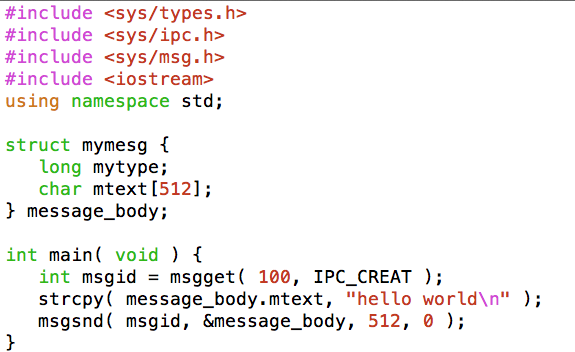 #include <sys/types.h>
#include <sys/ipc.h>
#include <sys/msg.h>
#include <iostream>
using namespace std;

struct mymesg {
   long mytype;
   char mtext[512];
} message_body;

int main( void ) {
   int msgid = msgget( 100, IPC_CREAT );
   strcpy( message_body.mtext, "hello world\n" );
   msgsnd( msgid, &message_body, 512, 0 );
}